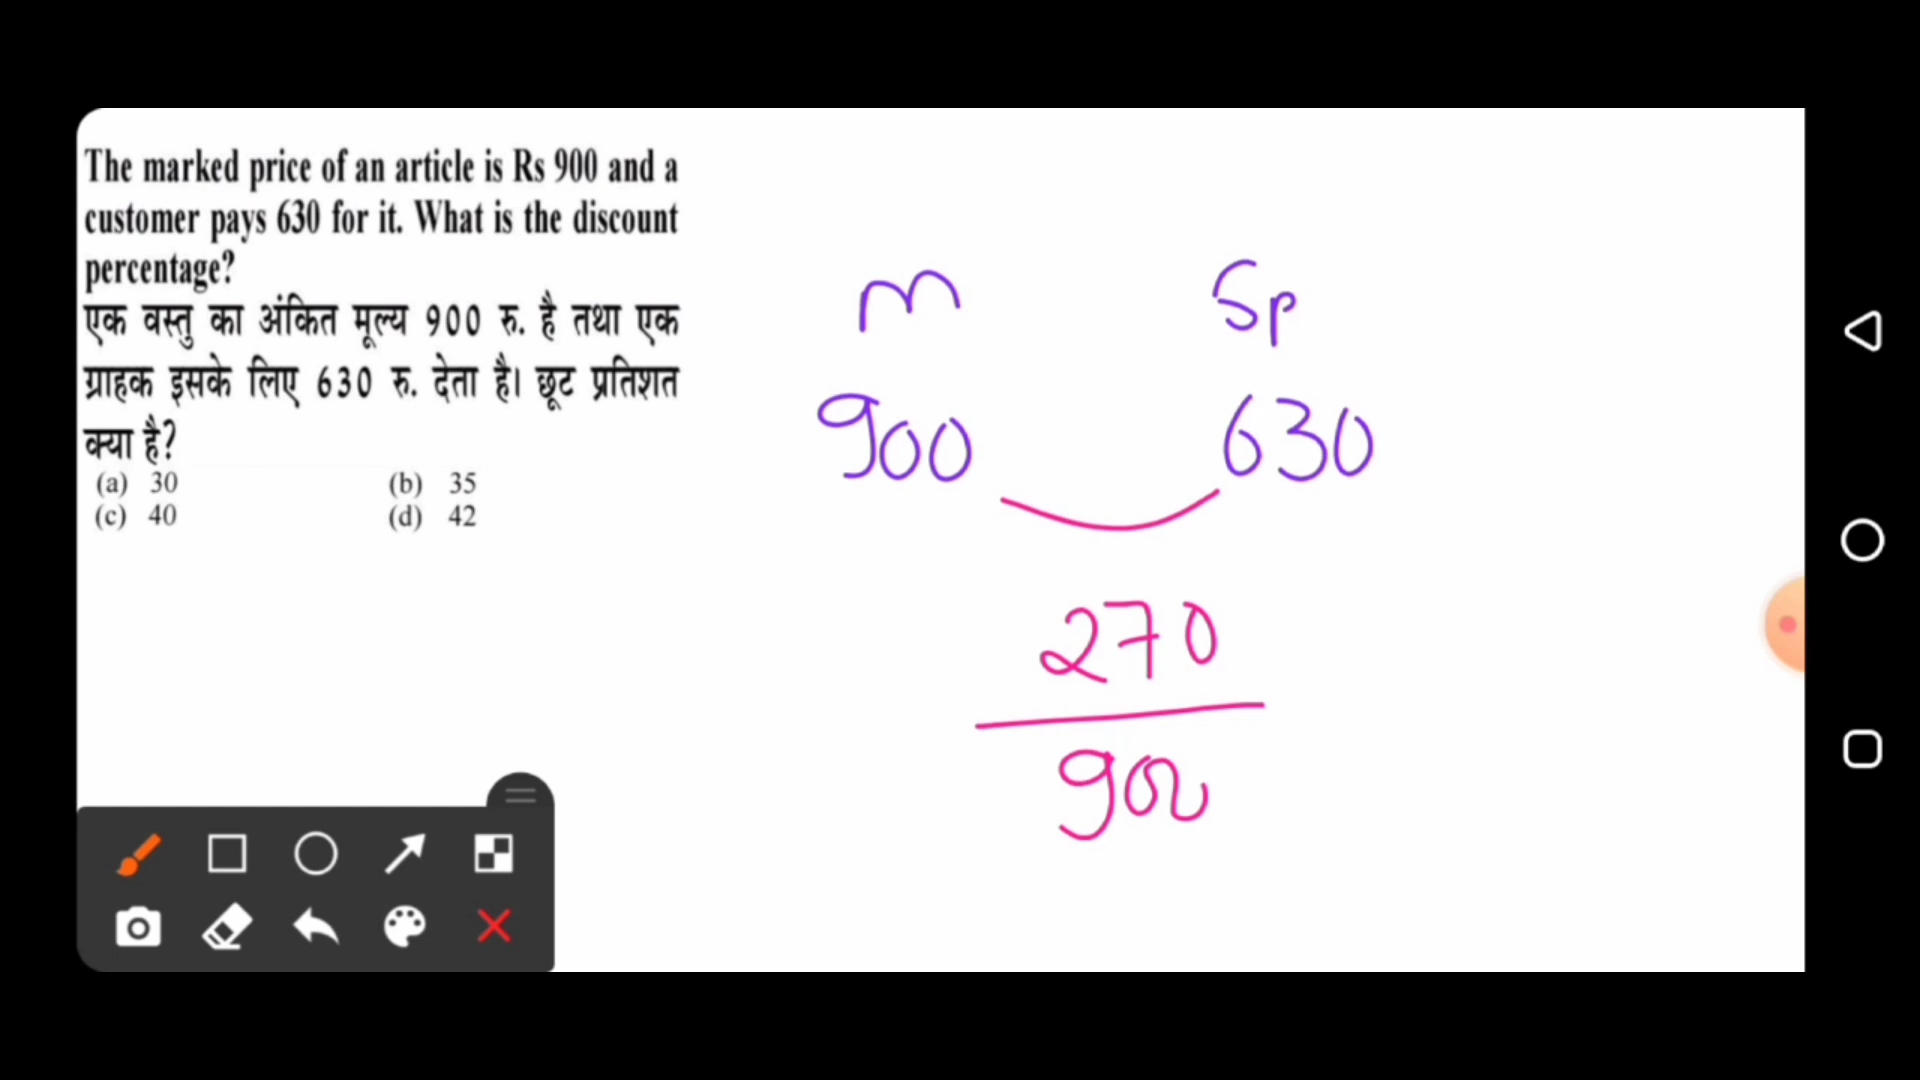 The marked price of an article is Rs 900 and a
customer pays 630 for it. What is the discount
percentage?
एक वस्तु का अंकित मूल्य 900 रु. है तथा एक
ग्राहक इसके लिए 630 रु. देता है। छूट प्रतिशत
क्या है?
(a) 30 (b) 35
(c) 40 (d) 42
m Sp
900 630
270
900